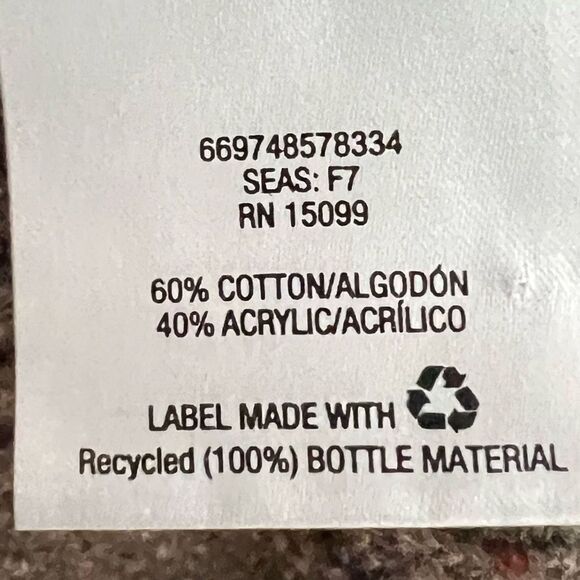 669748578334
SEAS: F7
RN 15099
60% COTTON/ALGODÓN
40% ACRYLIC/ACRÍLICO
LABEL MADE WITH
Recycled (100%) BOTTLE MATERIAL